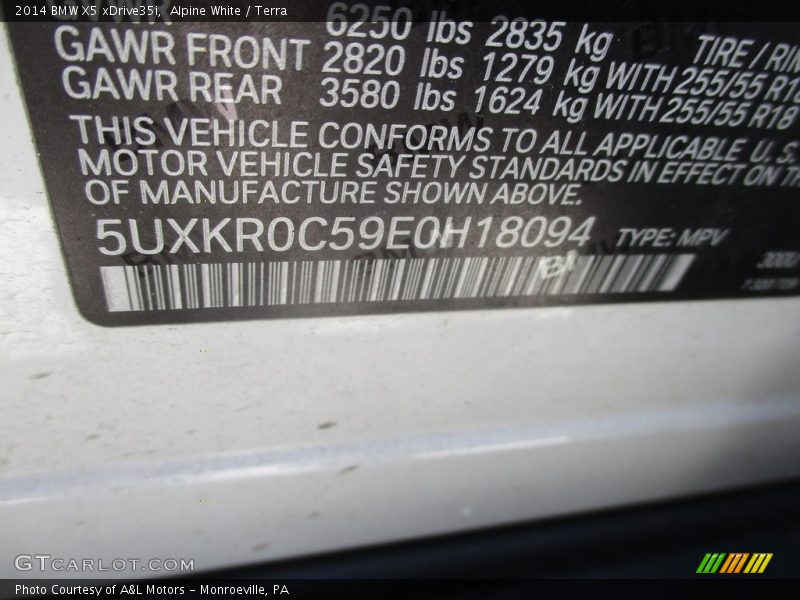 2014 BMW X5 xDrive35i, Alpine White / Terra
GVWR 6250 lbs 2835 kg TIRE / RIM
GAWR FRONT 2820 lbs 1279 kg WITH 255/55 R18
GAWR REAR 3580 lbs 1624 kg WITH 255/55 R18
THIS VEHICLE CONFORMS TO ALL APPLICABLE U.S.
MOTOR VEHICLE SAFETY STANDARDS IN EFFECT ON
OF MANUFACTURE SHOWN ABOVE.
5UXKR0C59E0H18094 TYPE: MPV
GTCARLOT.COM
Photo Courtesy of A&L Motors – Monroeville, PA